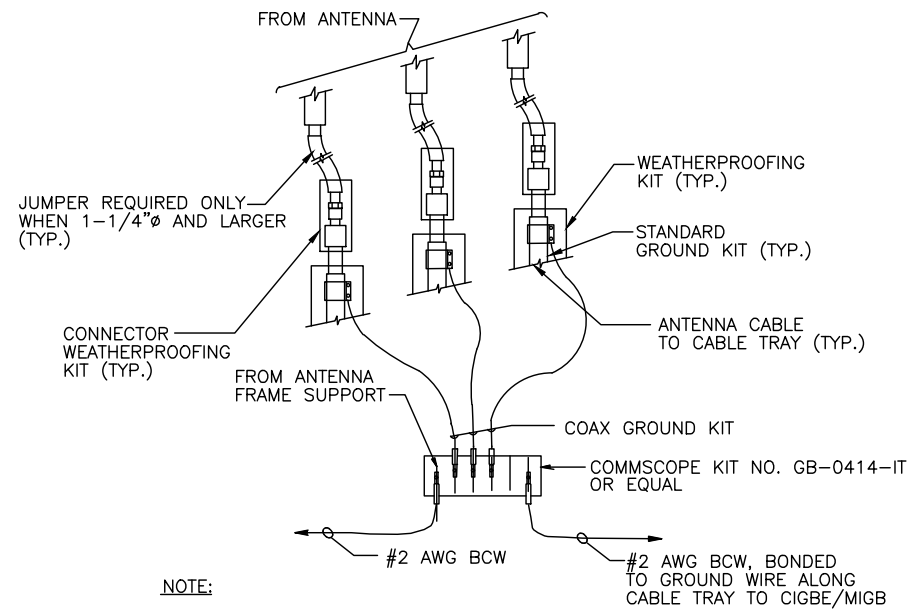 FROM ANTENNA
JUMPER REQUIRED ONLY
WHEN 1-1/4"ø AND LARGER
(TYP.)
WEATHERPROOFING
KIT (TYP.)
STANDARD
GROUND KIT (TYP.)
CONNECTOR
WEATHERPROOFING
KIT (TYP.)
ANTENNA CABLE
TO CABLE TRAY (TYP.)
FROM ANTENNA
FRAME SUPPORT
COAX GROUND KIT
COMMSCOPE KIT NO. GB-0414-IT
OR EQUAL
#2 AWG BCW
#2 AWG BCW, BONDED
TO GROUND WIRE ALONG
CABLE TRAY TO CIGBE/MIGB
NOTE: